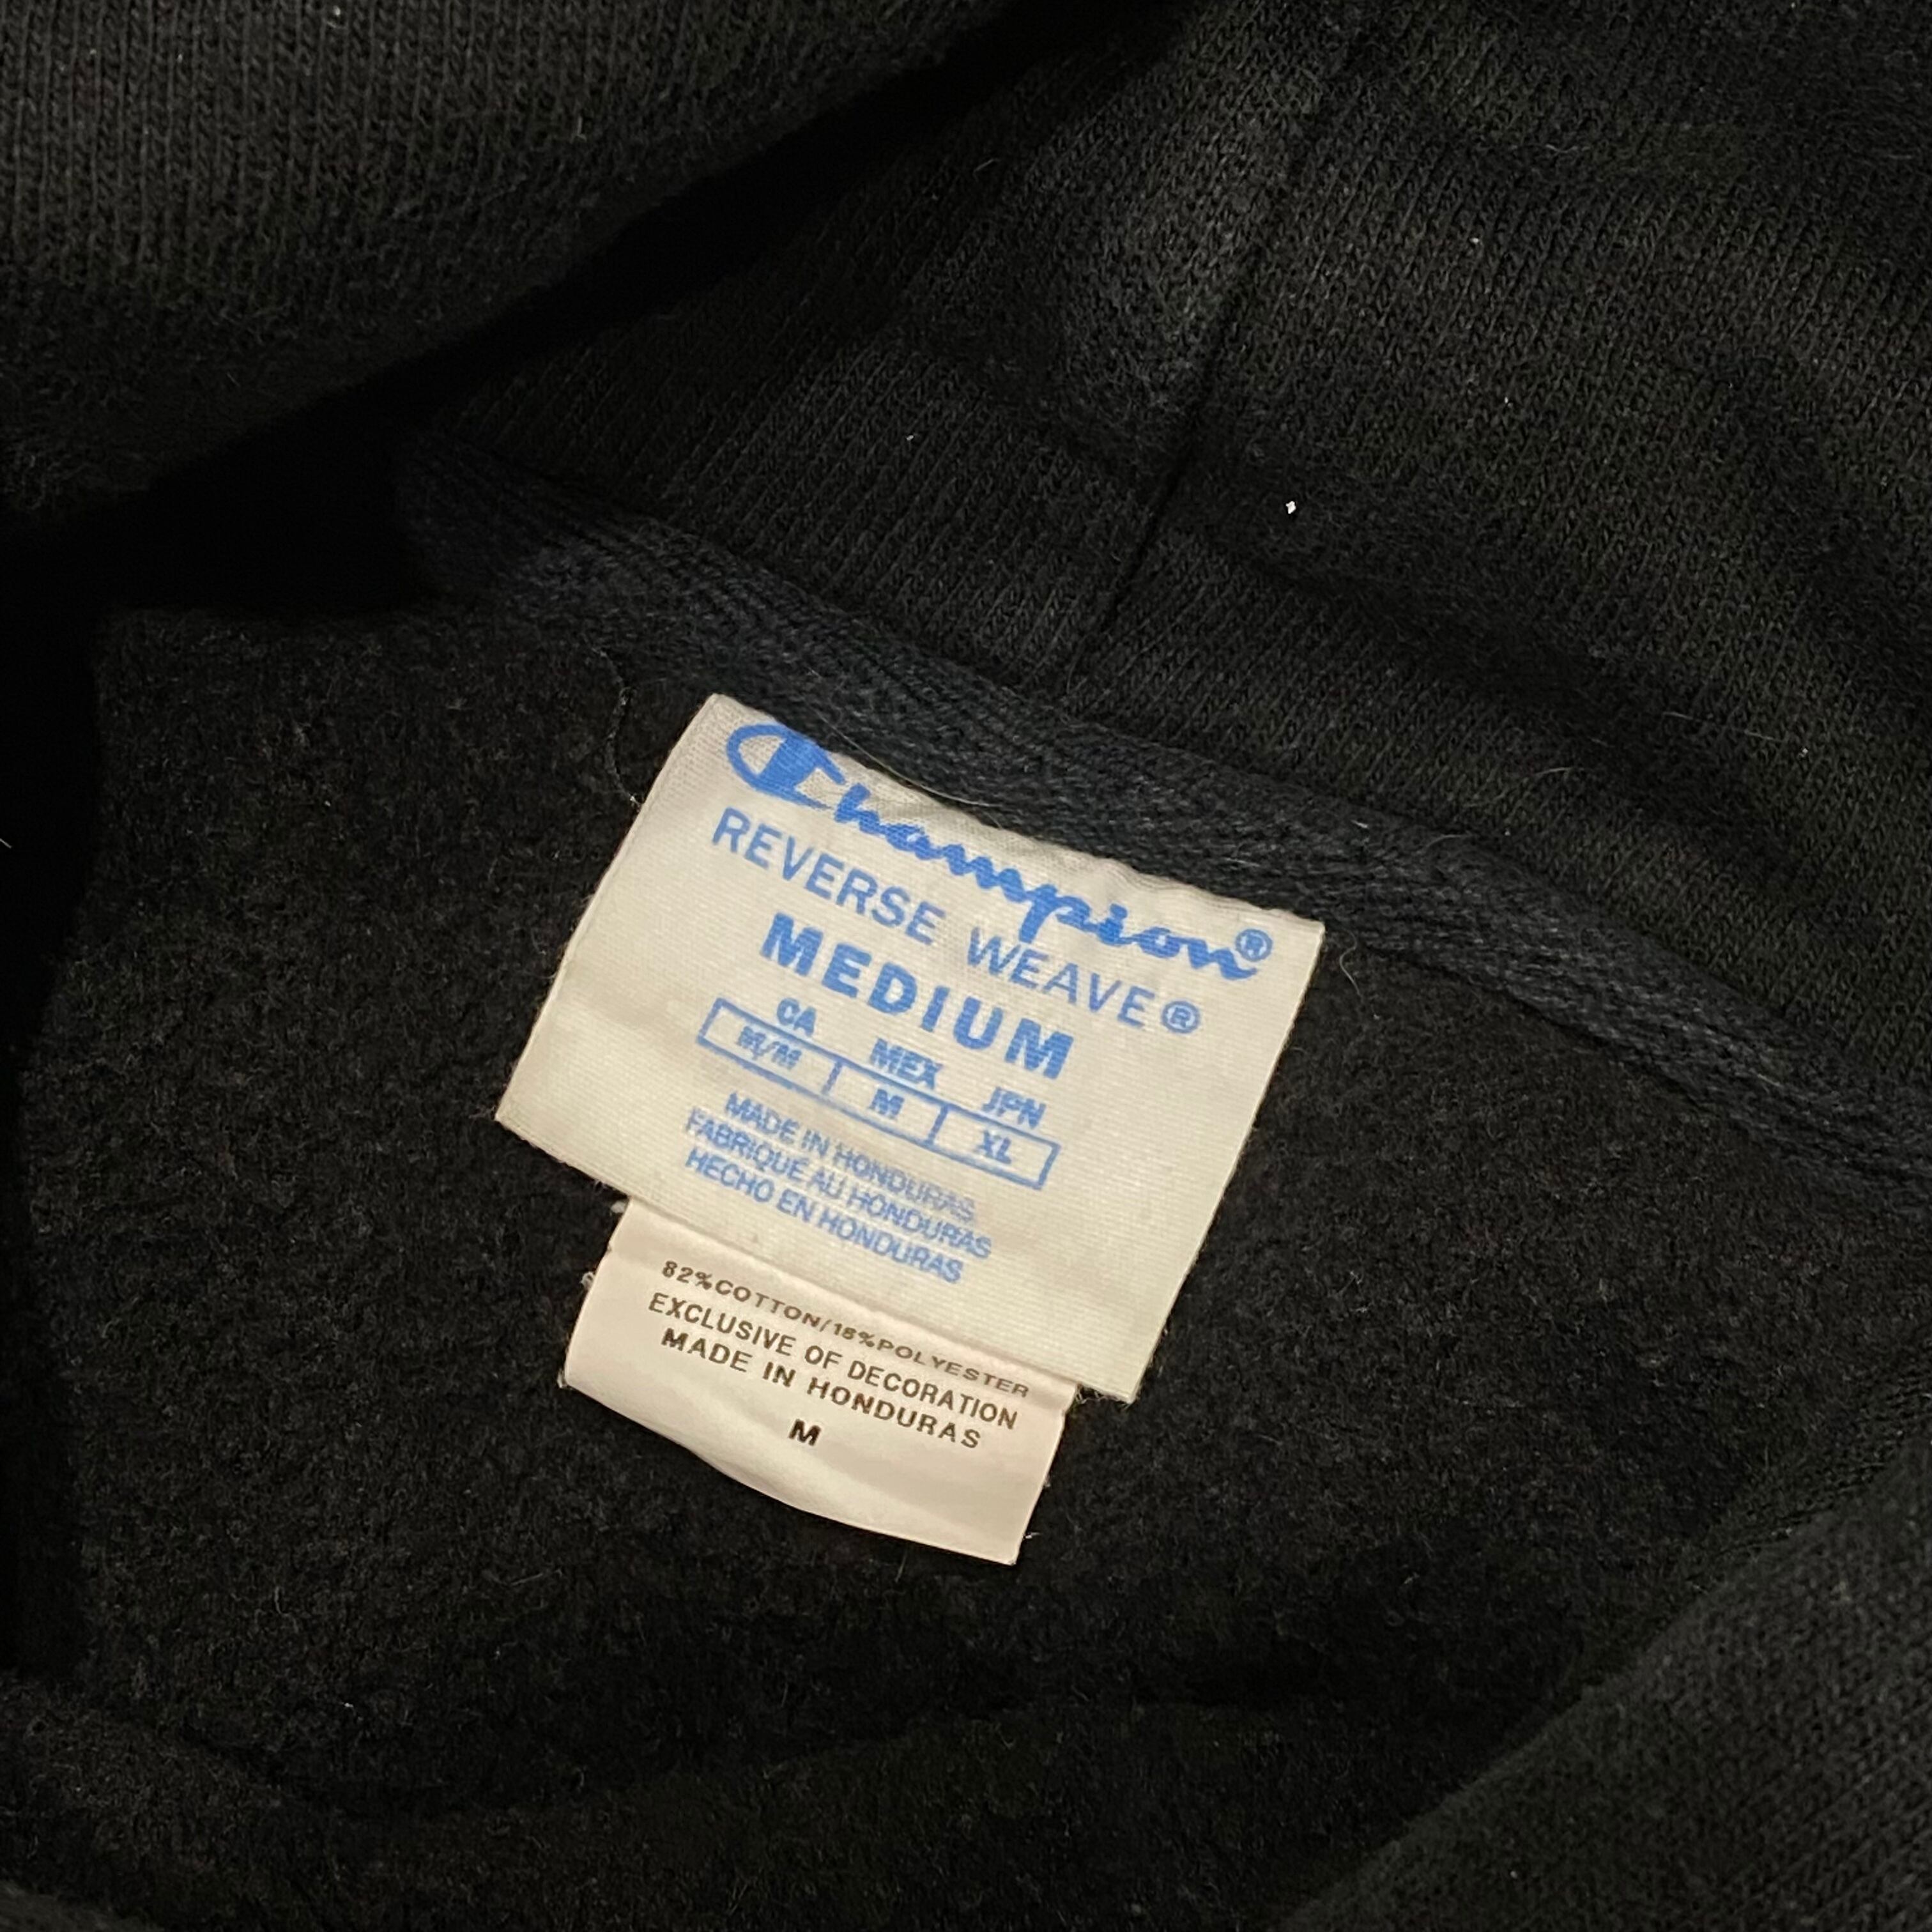 Champion®
REVERSE WEAVE®
MEDIUM
CA MEX JPN
M/M M XL
MADE IN HONDURAS
FABRIQUE AU HONDURAS
HECHO EN HONDURAS
82%COTTON/18%POLYESTER
EXCLUSIVE OF DECORATION
MADE IN HONDURAS
M